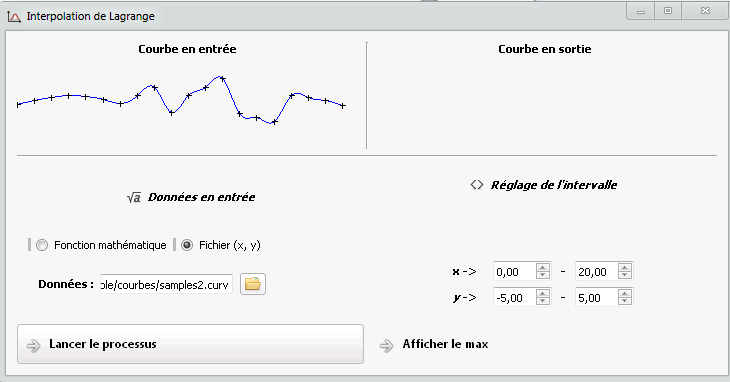 Interpolation de Lagrange
Courbe en entrée
Courbe en sortie
√a Données en entrée
<> Réglage de l'intervalle
Fonction mathématique
Fichier (x, y)
x -> 0,00 - 20,00
Données : ple/courbes/samples2.curv
y -> -5,00 - 5,00
Lancer le processus
Afficher le max